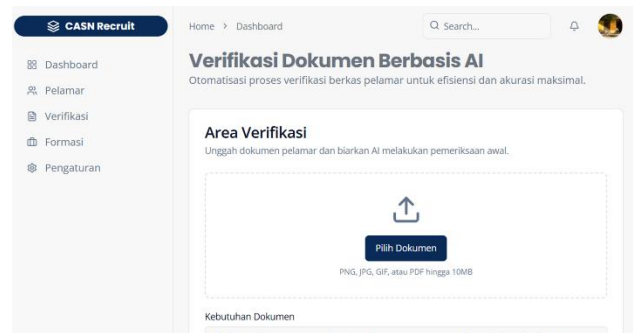 CASN Recruit
Home > Dashboard
Search...
Dashboard
Pelamar
Verifikasi
Formasi
Pengaturan
Verifikasi Dokumen Berbasis AI
Otomatisasi proses verifikasi berkas pelamar untuk efisiensi dan akurasi maksimal.
Area Verifikasi
Unggah dokumen pelamar dan biarkan AI melakukan pemeriksaan awal.
Pilih Dokumen
PNG, JPG, GIF, atau PDF hingga 10MB
Kebutuhan Dokumen